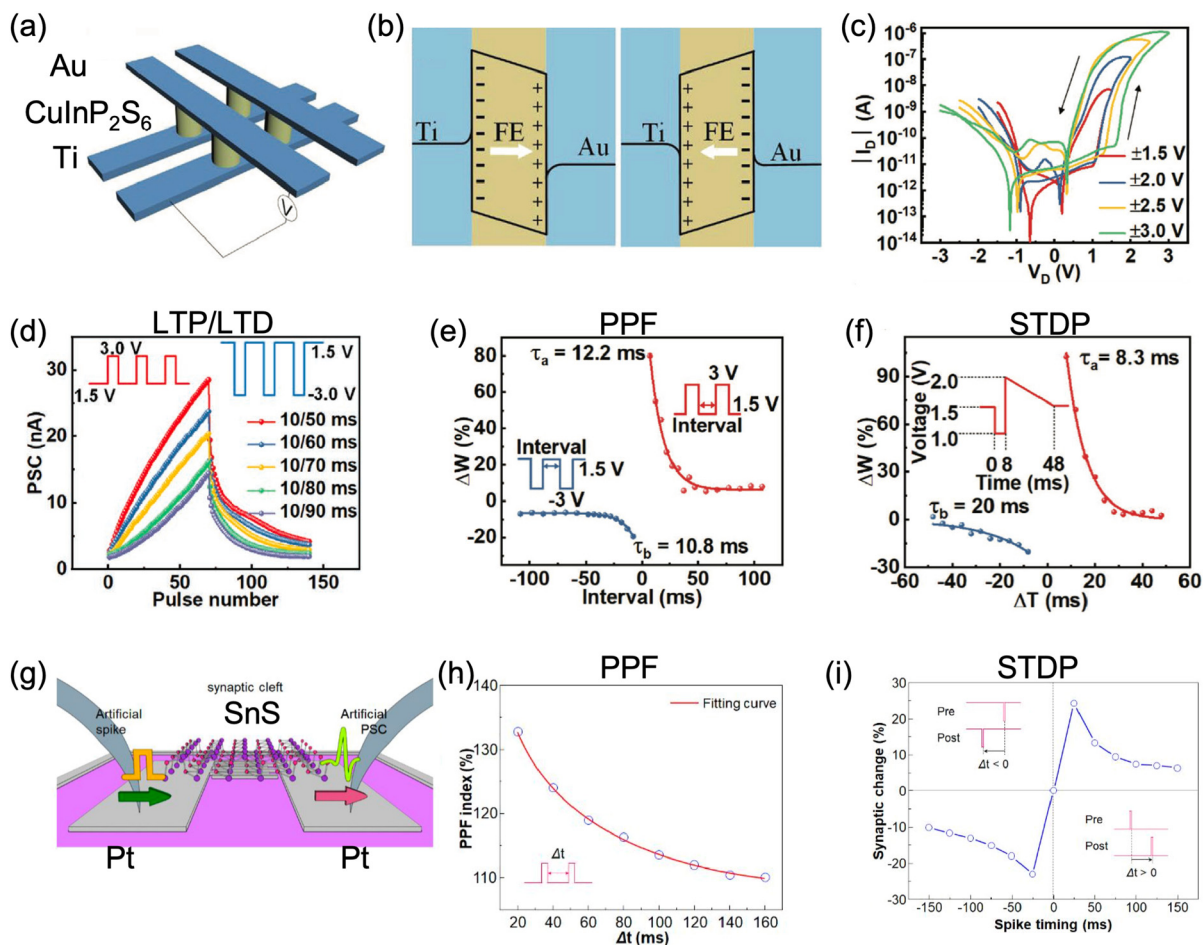 (a)
Au
CuInP₂S₆
Ti
V
(b)
Ti
FE
Au
Ti
FE
Au
(c)
|I_D| (A)
10⁻⁶
10⁻⁷
10⁻⁸
10⁻⁹
10⁻¹⁰
10⁻¹¹
10⁻¹²
10⁻¹³
10⁻¹⁴
±1.5 V
±2.0 V
±2.5 V
±3.0 V
-3 -2 -1 0 1 2 3
V_D (V)
(d)
LTP/LTD
PSC (nA)
30
20
10
0
3.0 V
1.5 V
1.5 V
-3.0 V
10/50 ms
10/60 ms
10/70 ms
10/80 ms
10/90 ms
0 50 100 150
Pulse number
(e)
PPF
ΔW (%)
80
60
40
20
0
-20
τa = 12.2 ms
3 V
1.5 V
Interval
Interval
1.5 V
-3 V
τb = 10.8 ms
-100 -50 0 50 100
Interval (ms)
(f)
STDP
ΔW (%)
90
60
30
0
-30
τa= 8.3 ms
Voltage (V)
2.0
1.5
1.0
0 8 48
Time (ms)
τb = 20 ms
-60 -40 -20 0 20 40 60
ΔT (ms)
(g)
synaptic cleft
SnS
Artificial
spike
Artificial
PSC
Pt
Pt
(h)
PPF
PPF index (%)
140
130
120
110
Fitting curve
Δt
20 40 60 80 100 120 140 160
Δt (ms)
(i)
STDP
Synaptic change (%)
30
20
10
0
-10
-20
-30
Pre
Post
Δt < 0
Pre
Post
Δt > 0
-150 -100 -50 0 50 100 150
Spike timing (ms)